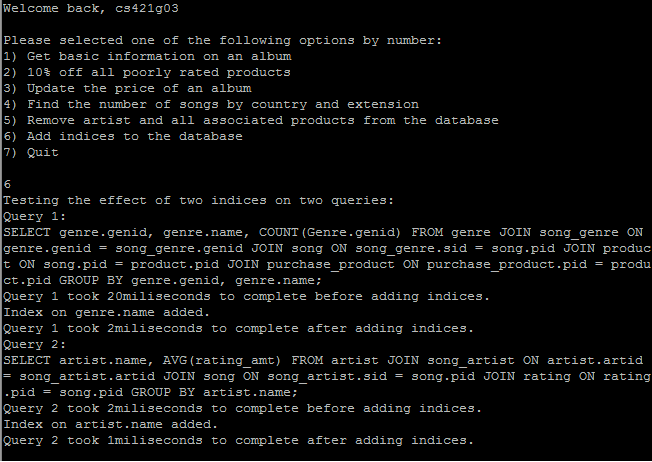 Welcome back, cs421g03
Please selected one of the following options by number:
1) Get basic information on an album
2) 10% off all poorly rated products
3) Update the price of an album
4) Find the number of songs by country and extension
5) Remove artist and all associated products from the database
6) Add indices to the database
7) Quit
6
Testing the effect of two indices on two queries:
Query 1:
SELECT genre.genid, genre.name, COUNT(Genre.genid) FROM genre JOIN song_genre ON
genre.genid = song_genre.genid JOIN song ON song_genre.sid = song.pid JOIN produc
t ON song.pid = product.pid JOIN purchase_product ON purchase_product.pid = produ
ct.pid GROUP BY genre.genid, genre.name;
Query 1 took 20miliseconds to complete before adding indices.
Index on genre.name added.
Query 1 took 2miliseconds to complete after adding indices.
Query 2:
SELECT artist.name, AVG(rating_amt) FROM artist JOIN song_artist ON artist.artid
= song_artist.artid JOIN song ON song_artist.sid = song.pid JOIN rating ON rating
.pid = song.pid GROUP BY artist.name;
Query 2 took 2miliseconds to complete before adding indices.
Index on artist.name added.
Query 2 took 1miliseconds to complete after adding indices.